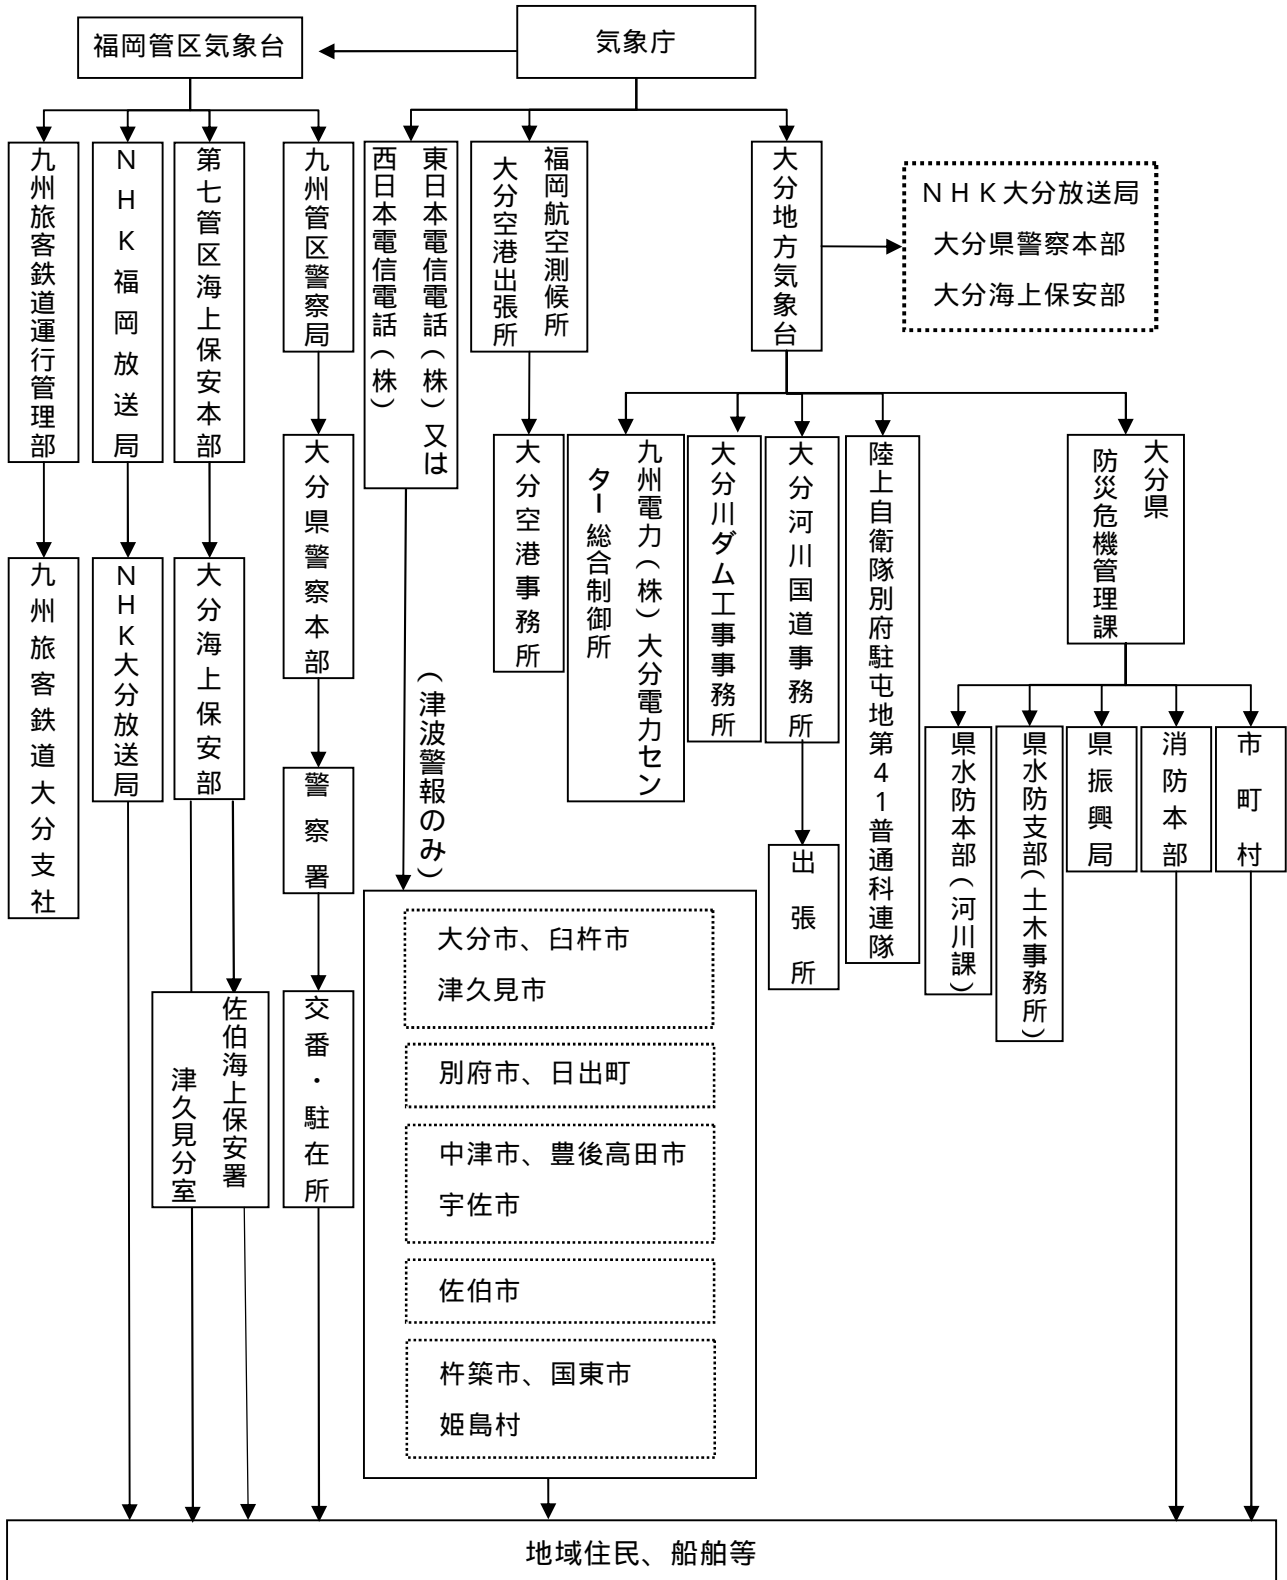 福岡管区気象台
気象庁
九州旅客鉄道運行管理部
NHK福岡放送局
第七管区海上保安本部
九州管区警察局
東日本電信電話(株)又は
西日本電信電話(株)
福岡航空測候所
大分空港出張所
大分地方気象台
NHK大分放送局
大分県警察本部
大分海上保安部
大分県警察本部
大分空港事務所
九州電力(株)大分電力セン
ター総合制御所
大分川ダム工事事務所
大分河川国道事務所
陸上自衛隊別府駐屯地第41普通科連隊
大分県
防災危機管理課
九州旅客鉄道大分支社
NHK大分放送局
大分海上保安部
(津波警報のみ)
県水防本部(河川課)
県水防支部(土木事務所)
県振興局
消防本部
市町村
警察署
出張所
佐伯海上保安署
津久見分室
交番・駐在所
大分市、臼杵市
津久見市
別府市、日出町
中津市、豊後高田市
宇佐市
佐伯市
杵築市、国東市
姫島村
地域住民、船舶等